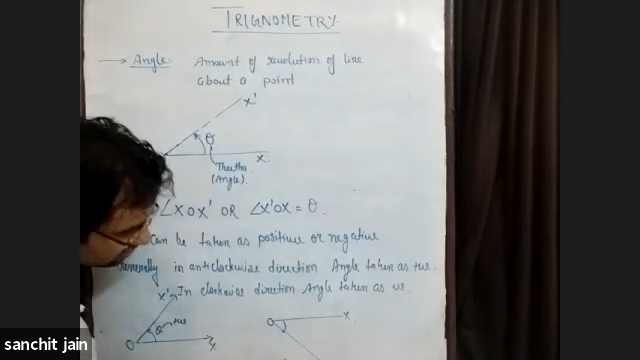 TRIGNOMETRY.
→ Angle: Amount of revolution of line
about a point
X'
θ
X
Theetha
(Angle).
∠XOX' OR ∠X'OX = θ.
can be taken as positive or negative
Generally in anticlockwise direction Angle taken as +ve.
In clockwise direction Angle taken as -ve.
X'
θ → +ve
O
X
O
X
sanchit jain